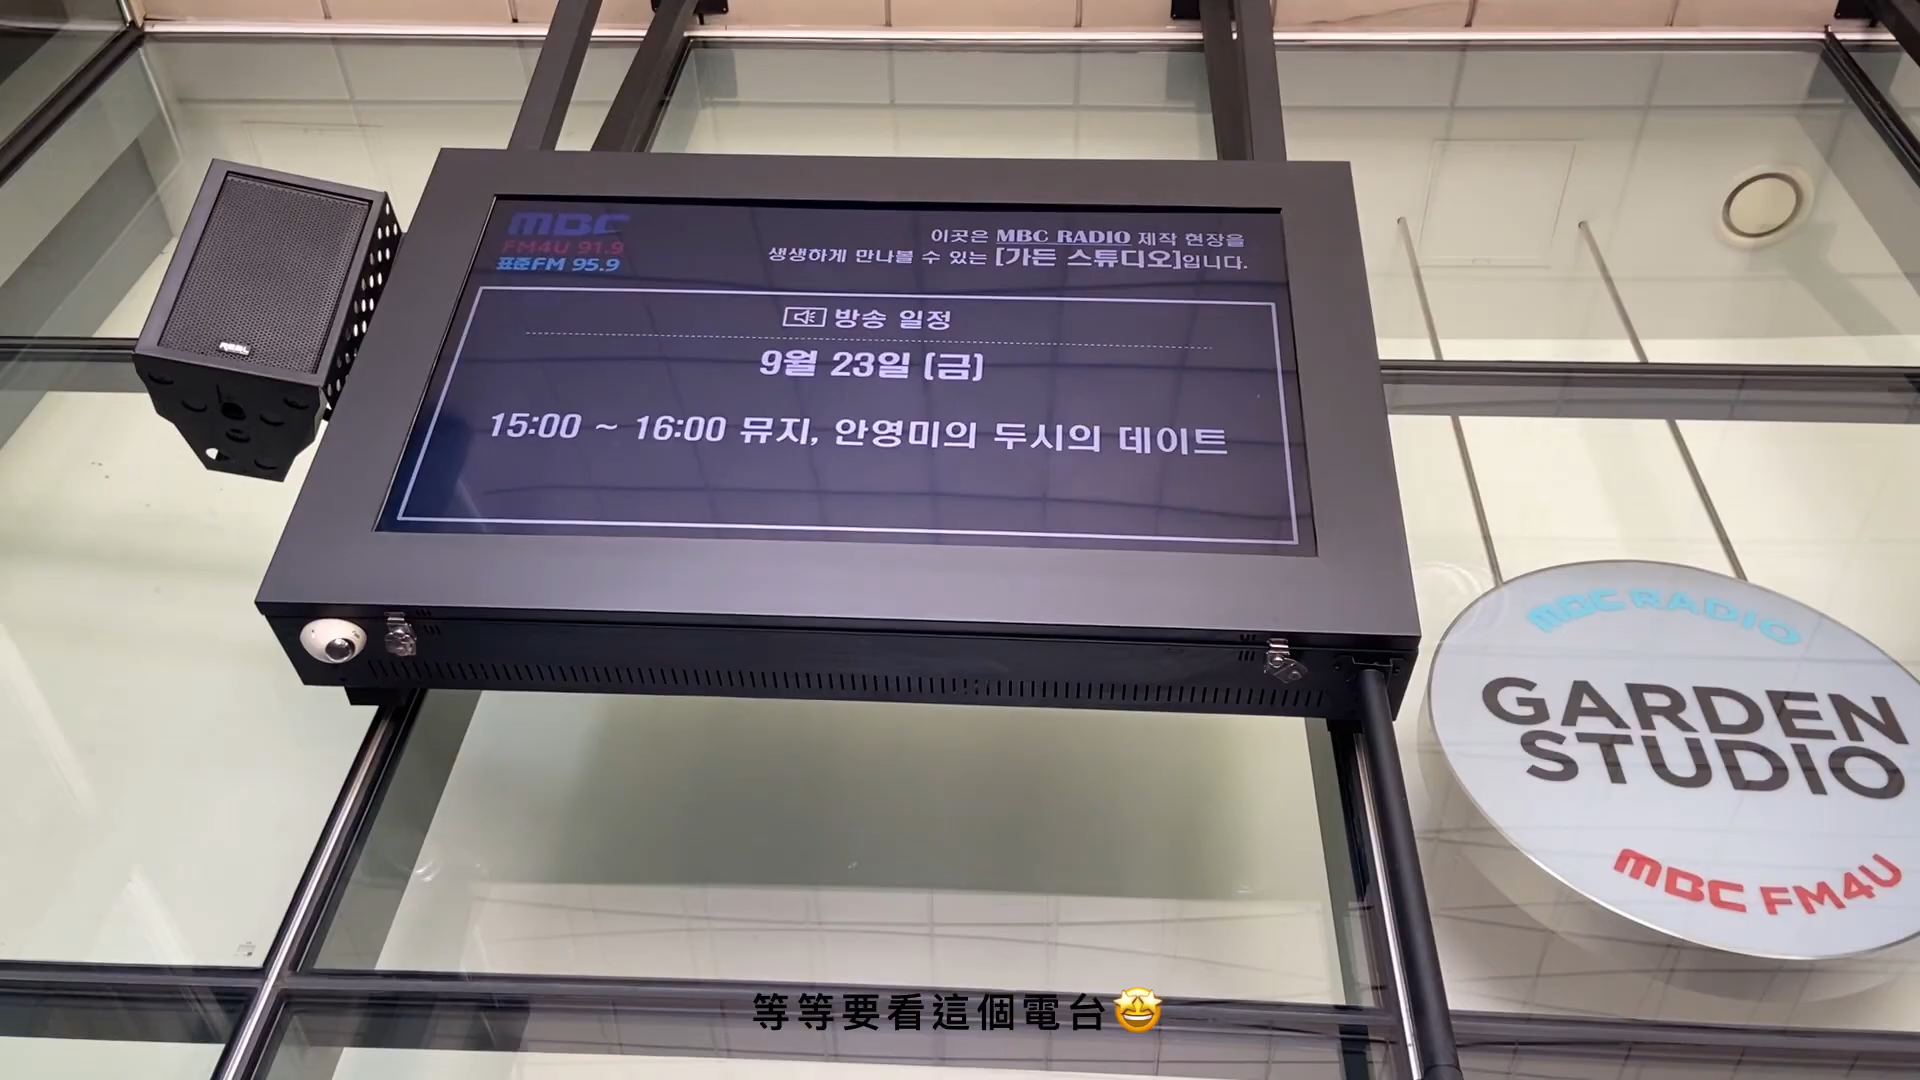 MBC
FM4U 91.9
표준FM 95.9
이곳은 MBC RADIO 제작 현장을
생생하게 만나볼 수 있는 [가든 스튜디오]입니다.
방송 일정
9월 23일 (금)
15:00 ~ 16:00 뮤지, 안영미의 두시의 데이트
MBC RADIO
GARDEN
STUDIO
MBC FM4U
等等要看這個電台🤩